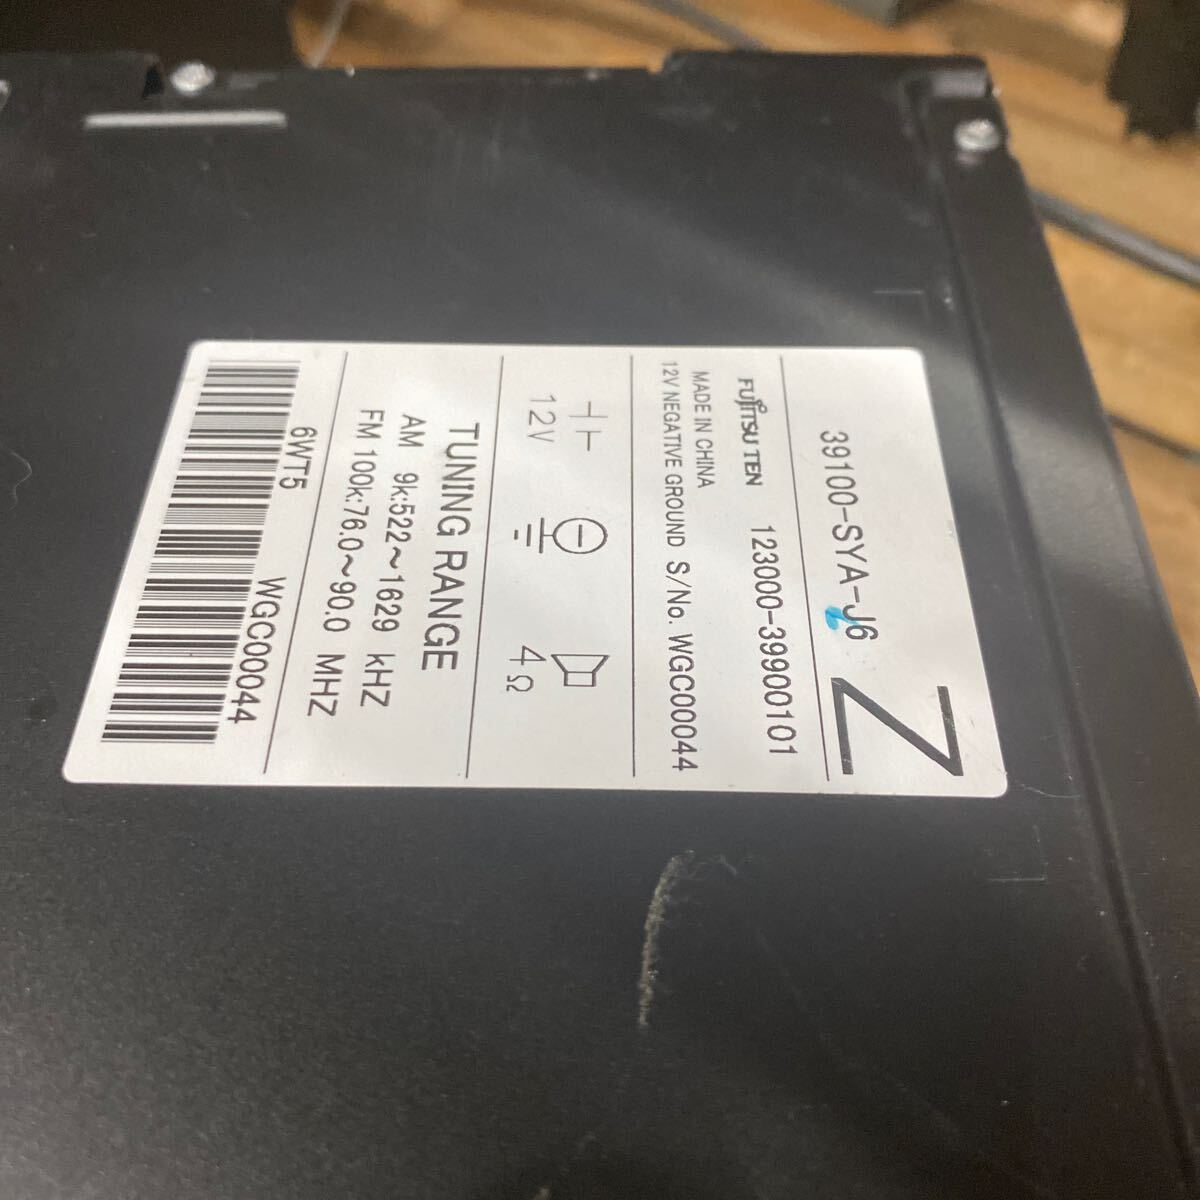 39100-SYA-J6
Z
FUJITSU TEN 123000-39900101
MADE IN CHINA
12V NEGATIVE GROUND S/No. WGC00044
12V 4Ω
TUNING RANGE
AM 9k:522～1629 kHZ
FM 100k:76.0～90.0 MHZ
6WT5 WGC00044